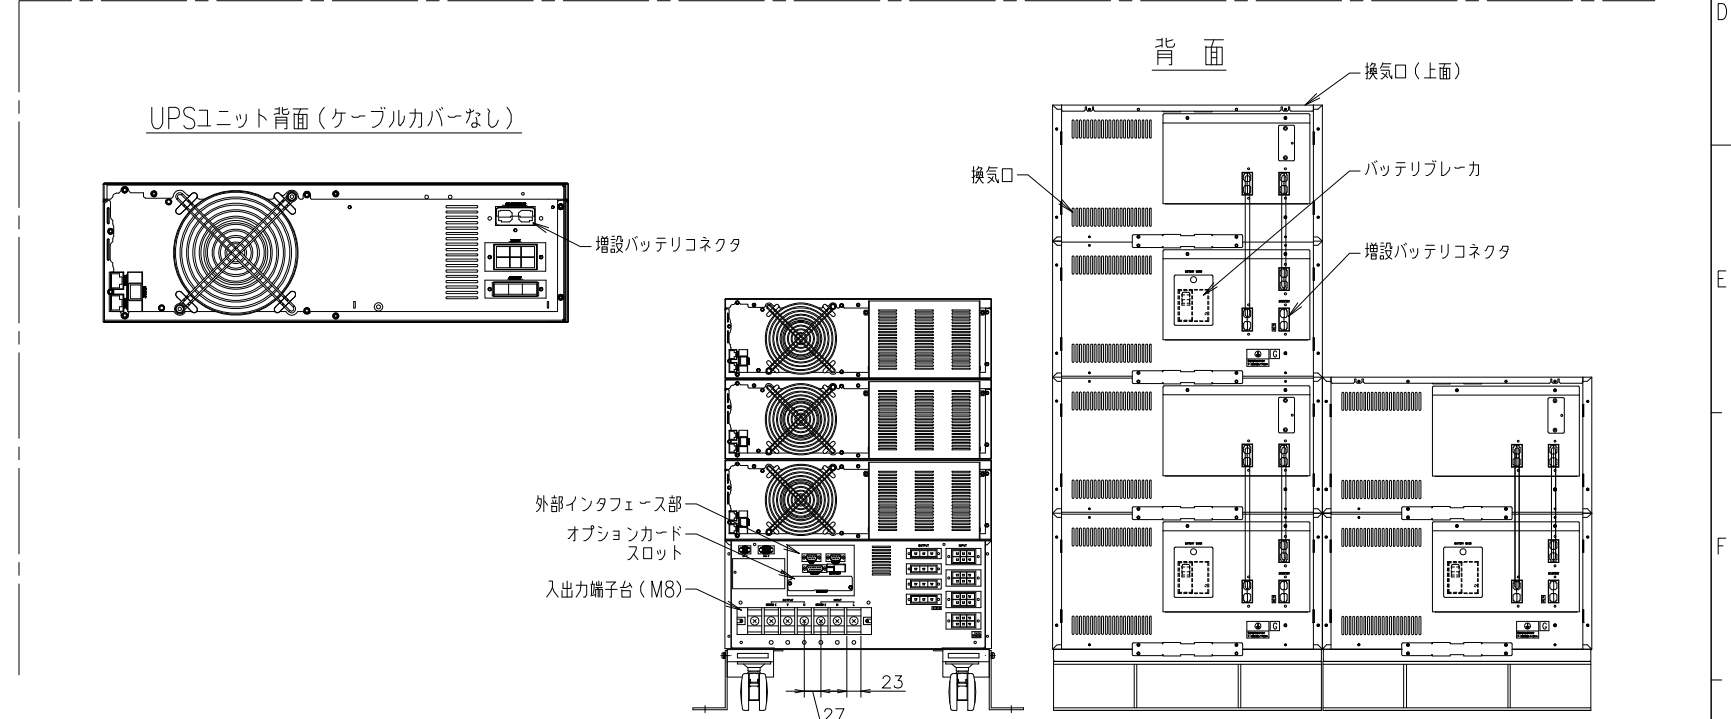 D
背 面
換気口(上面)
UPSユニット背面(ケーブルカバーなし)
換気口
バッテリブレーカ
増設バッテリコネクタ
増設バッテリコネクタ
E
外部インタフェース部
オプションカード
スロット
F
OUTPUT
INPUT
入出力端子台(M8)
G
G
G
23
27